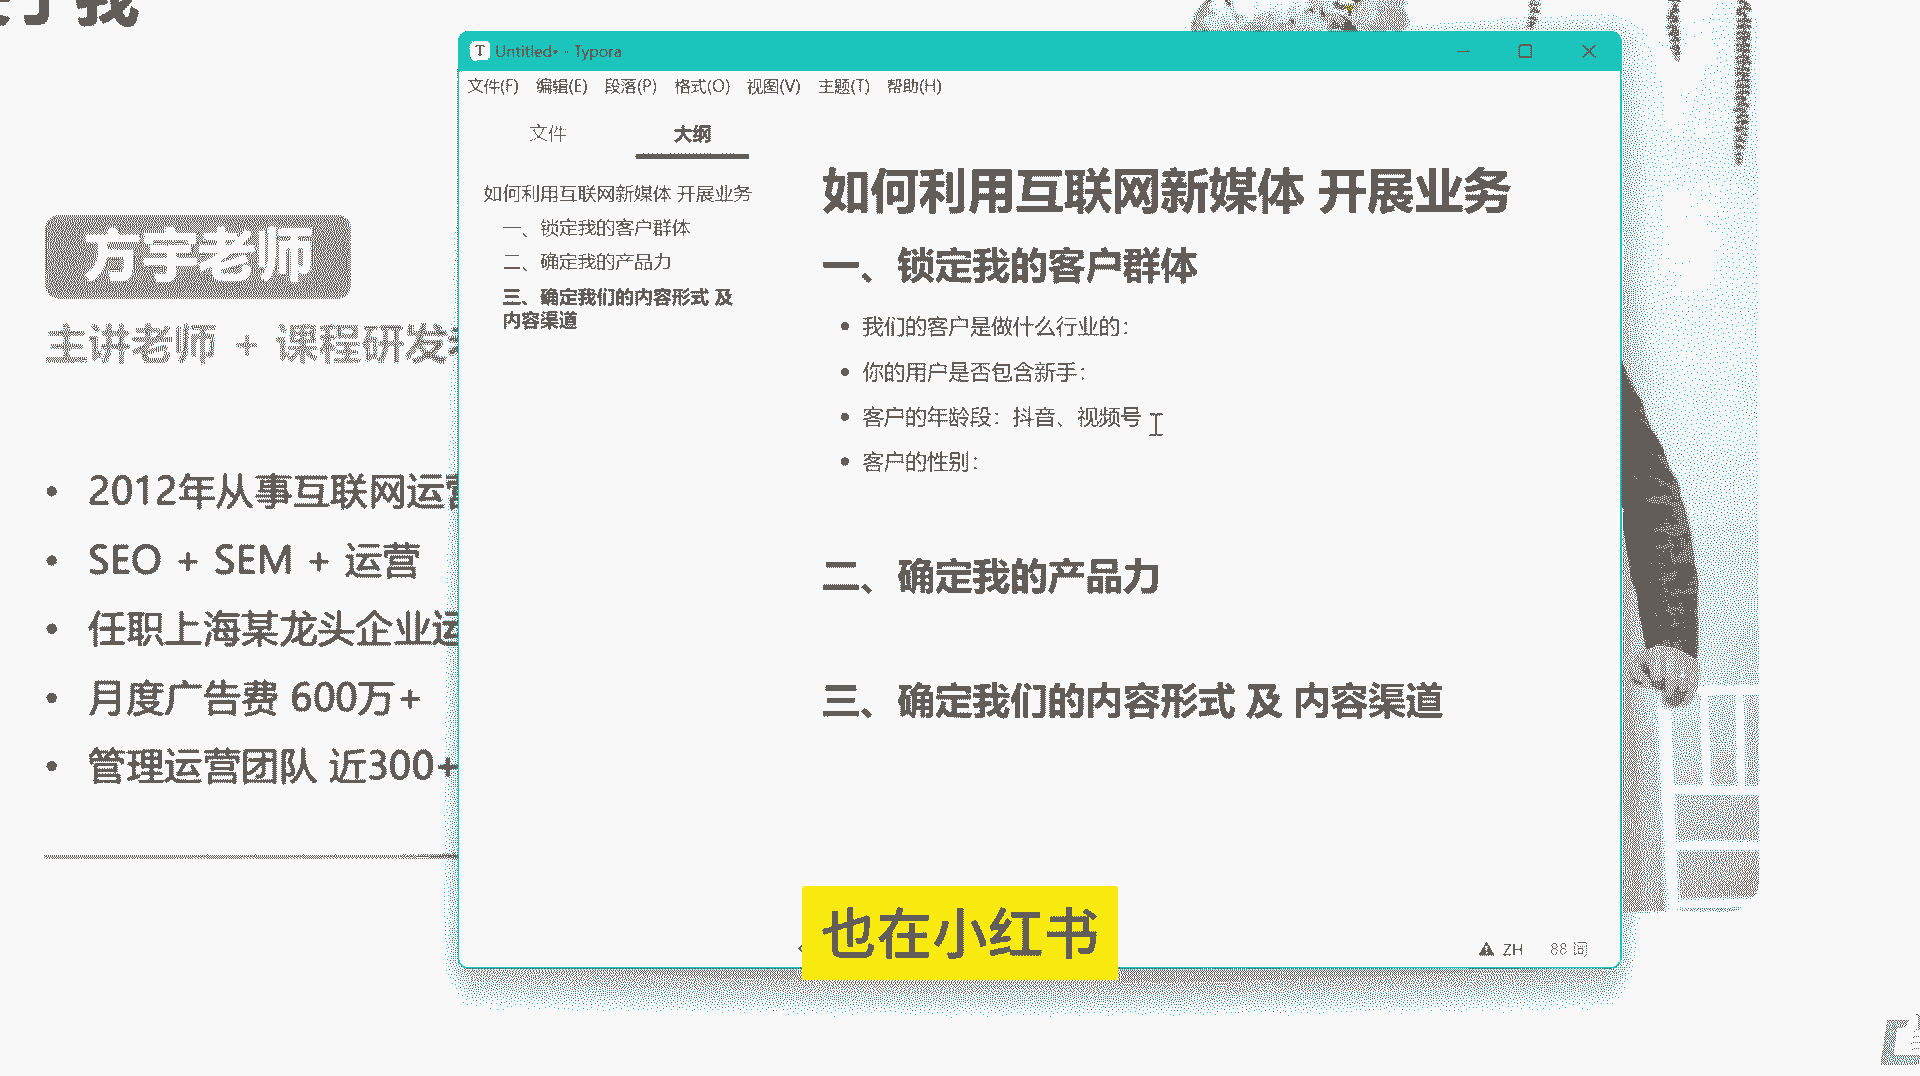 我
方宇老师
主讲老师 + 课程研发
2012年从事互联网运营
SEO + SEM + 运营
任职上海某龙头企业运
月度广告费 600万+
管理运营团队 近300+
Untitled• - Typora
文件(F) 编辑(E) 段落(P) 格式(O) 视图(V) 主题(T) 帮助(H)
文件 大纲
如何利用互联网新媒体 开展业务
一、锁定我的客户群体
二、确定我的产品力
三、确定我们的内容形式 及
内容渠道
如何利用互联网新媒体 开展业务
一、锁定我的客户群体
我们的客户是做什么行业的：
你的用户是否包含新手：
客户的年龄段：抖音、视频号
客户的性别：
二、确定我的产品力
三、确定我们的内容形式 及 内容渠道
也在小红书
ZH 88 词